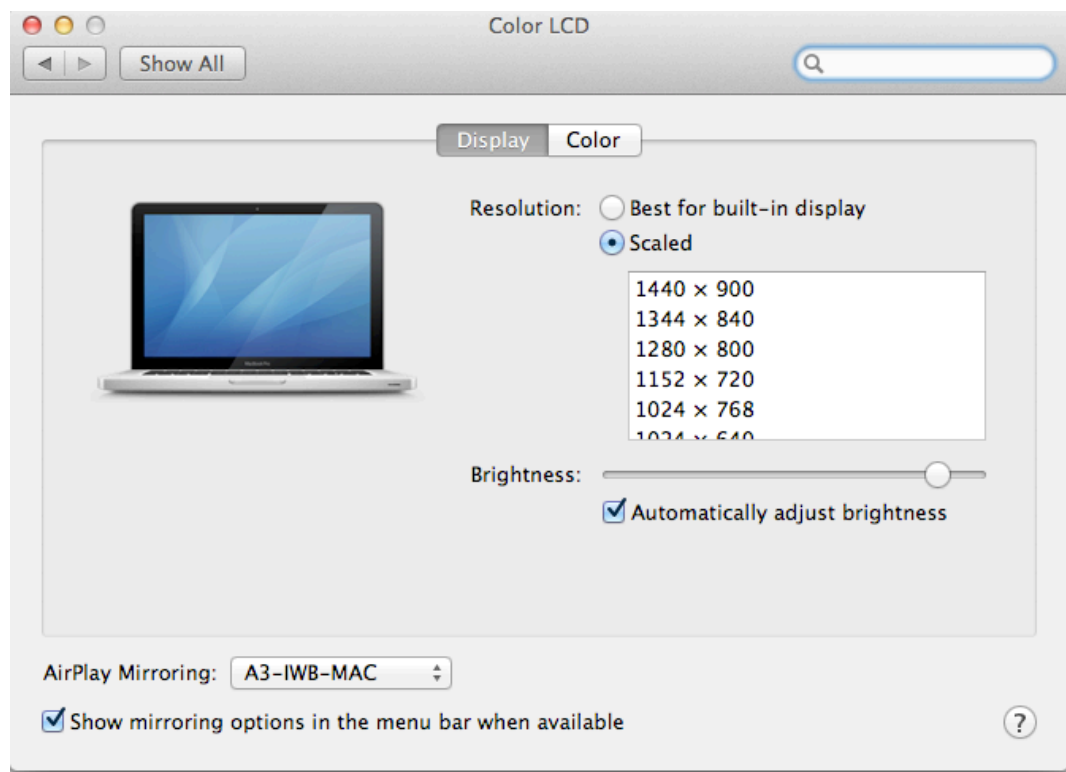 Color LCD
Show All
Display Color
Resolution: Best for built-in display
Scaled
1440 × 900
1344 × 840
1280 × 800
1152 × 720
1024 × 768
1024 × 640
Brightness:
Automatically adjust brightness
AirPlay Mirroring: A3-IWB-MAC
Show mirroring options in the menu bar when available
?